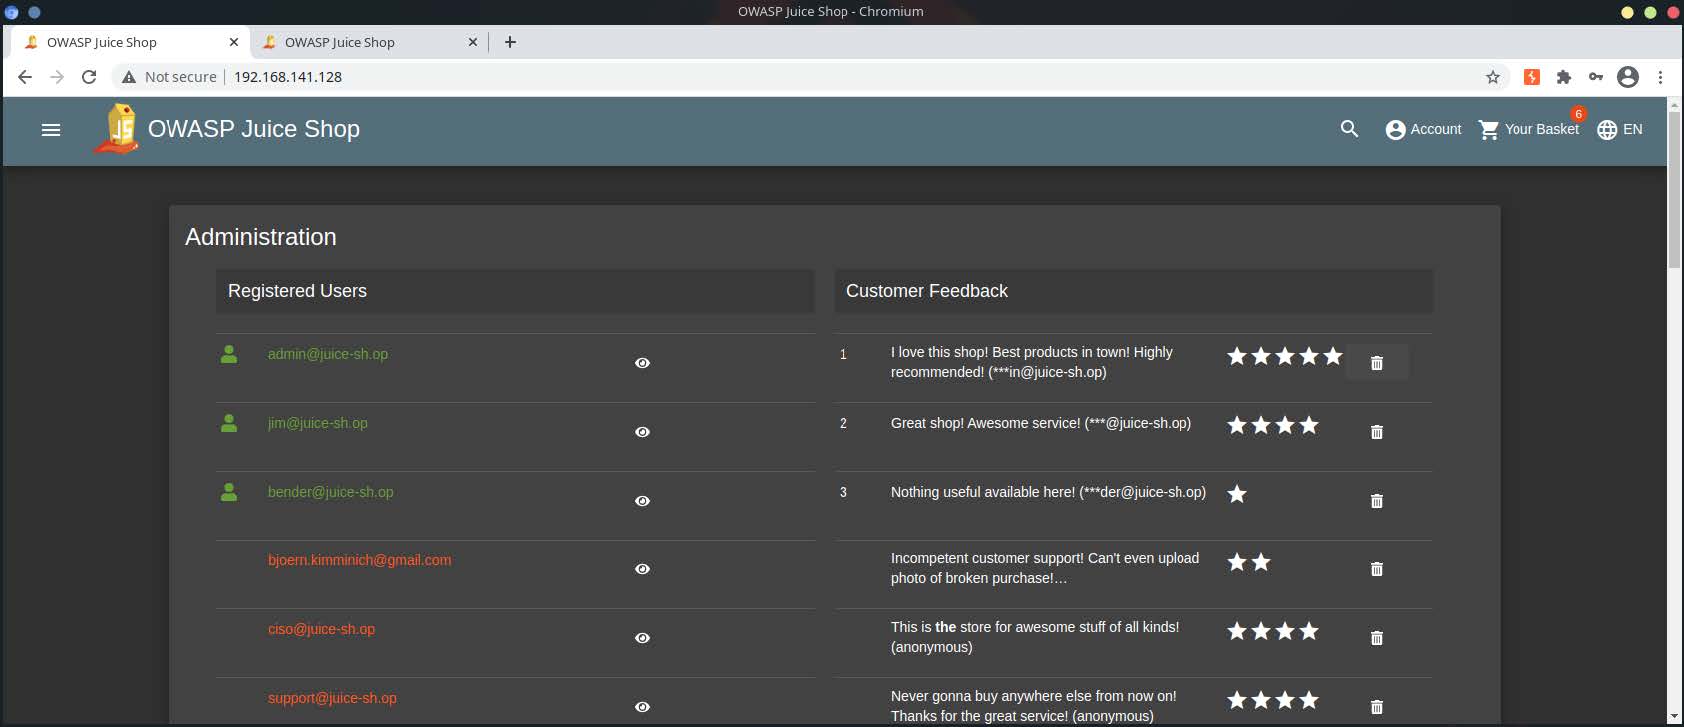 OWASP Juice Shop - Chromium
OWASP Juice Shop
OWASP Juice Shop
Not secure
192.168.141.128
JS
OWASP Juice Shop
Account
Your Basket
6
EN
Administration
Registered Users
admin@juice-sh.op
jim@juice-sh.op
bender@juice-sh.op
bjoern.kimminich@gmail.com
ciso@juice-sh.op
support@juice-sh.op
Customer Feedback
1
I love this shop! Best products in town! Highly
recommended! (***in@juice-sh.op)
2
Great shop! Awesome service! (***@juice-sh.op)
3
Nothing useful available here! (***der@juice-sh.op)
Incompetent customer support! Can't even upload
photo of broken purchase!…
This is the store for awesome stuff of all kinds!
(anonymous)
Never gonna buy anywhere else from now on!
Thanks for the great service! (anonymous)